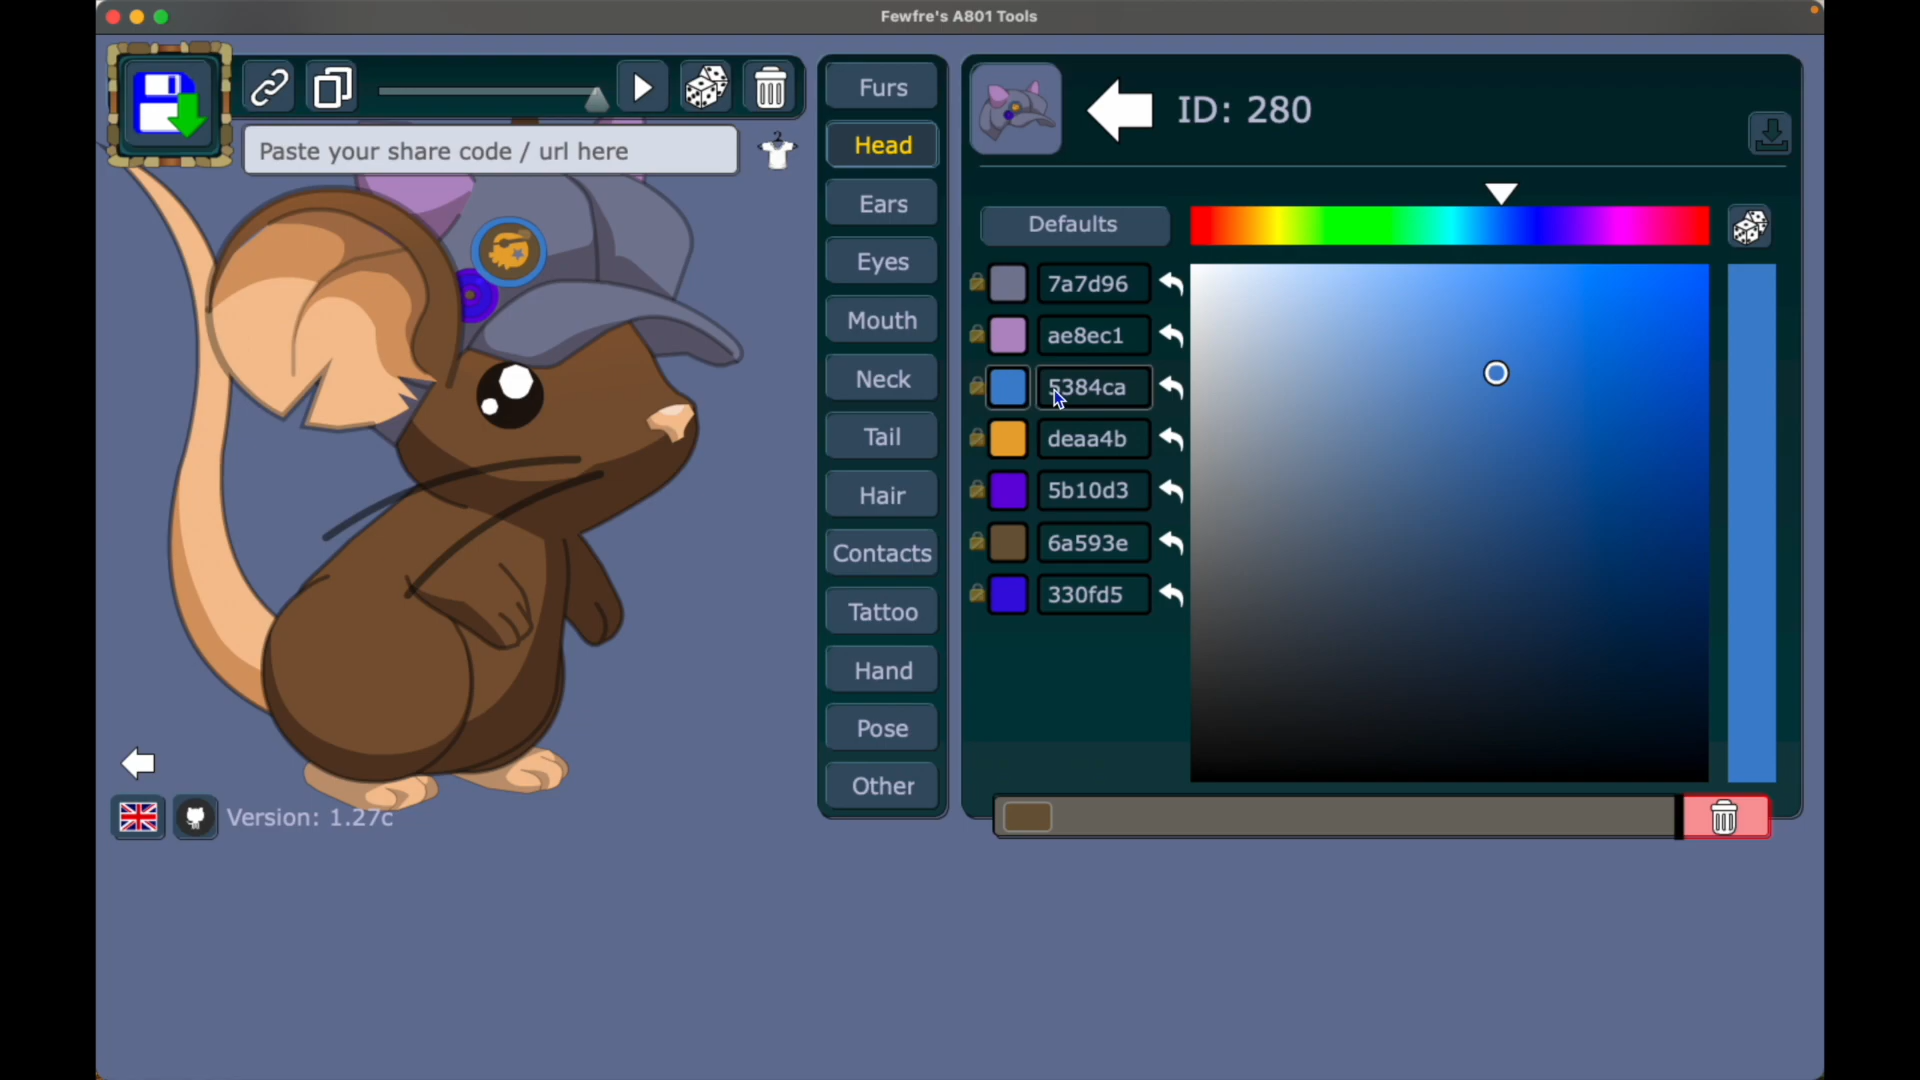 Fewfre's A801 Tools
Paste your share code / url here
2
Furs
Head
Ears
Eyes
Mouth
Neck
Tail
Hair
Contacts
Tattoo
Hand
Pose
Other
ID: 280
Defaults
7a7d96
ae8ec1
5384ca
deaa4b
5b10d3
6a593e
330fd5
Version: 1.27c